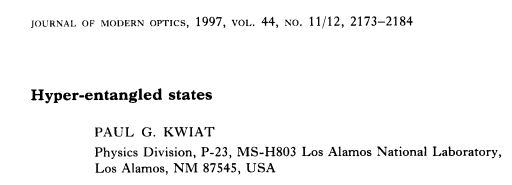 JOURNAL OF MODERN OPTICS, 1997, VOL. 44, NO. 11/12, 2173–2184
Hyper-entangled states
PAUL G. KWIAT
Physics Division, P-23, MS-H803 Los Alamos National Laboratory,
Los Alamos, NM 87545, USA